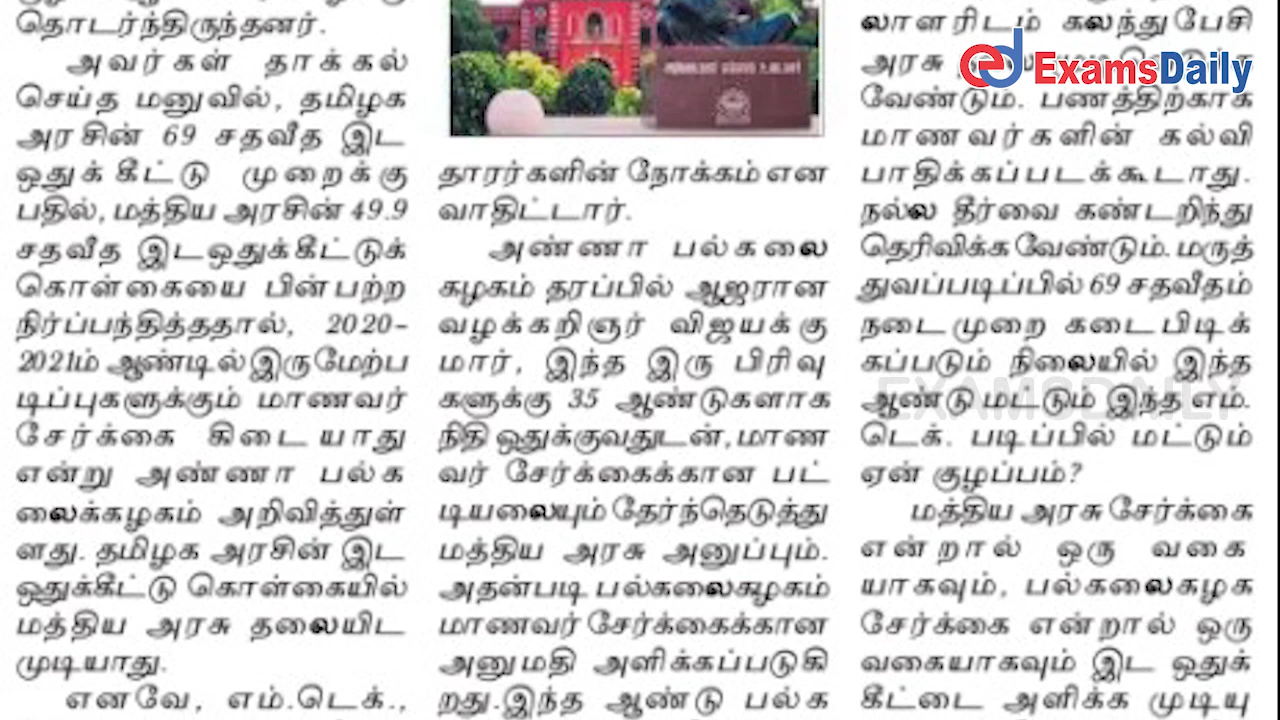 தொடர்ந்திருந்தனர்.
அவர்கள் தாக்கல்
செய்த மனுவில், தமிழக
அரசின் 69 சதவீத இட
ஒதுக்கீட்டு முறைக்கு
பதில், மத்திய அரசின் 49.9
சதவீத இடஒதுக்கீட்டுக்
கொள்கையை பின்பற்ற
நிர்ப்பந்தித்ததால், 2020-
2021ம் ஆண்டில் இரு மேற்ப
டிப்புகளுக்கும் மாணவர்
சேர்க்கை கிடையாது
என்று அண்ணா பல்க
லைக்கழகம் அறிவித்துள்
ளது. தமிழக அரசின் இட
ஒதுக்கீட்டு கொள்கையில்
மத்திய அரசு தலையிட
முடியாது.
எனவே, எம்.டெக்.,
தாரர்களின் நோக்கம் என
வாதிட்டார்.
அண்ணா பல்கலை
கழகம் தரப்பில் ஆஜரான
வழக்கறிஞர் விஜயக்கு
மார், இந்த இரு பிரிவு
களுக்கு 35 ஆண்டுகளாக
நிதி ஒதுக்குவதுடன், மாண
வர் சேர்க்கைக்கான பட்
டியலையும் தேர்ந்தெடுத்து
மத்திய அரசு அனுப்பும்.
அதன்படி பல்கலைகழகம்
மாணவர் சேர்க்கைக்கான
அனுமதி அளிக்கப்படுகி
றது.இந்த ஆண்டு பல்க
லாளரிடம் கலந்து பேசி
அரசு
வேண்டும். பணத்திற்காக
மாணவர்களின் கல்வி
பாதிக்கப்படக்கூடாது.
நல்ல தீர்வை கண்டறிந்து
தெரிவிக்க வேண்டும். மருத்
துவப்படிப்பில் 69 சதவீதம்
நடைமுறை கடைபிடிக்
கப்படும் நிலையில் இந்த
ஆண்டு மட்டும் இந்த எம்.
டெக். படிப்பில் மட்டும்
ஏன் குழப்பம்?
மத்திய அரசு சேர்க்கை
என்றால் ஒரு வகை
யாகவும், பல்கலைகழக
சேர்க்கை என்றால் ஒரு
வகையாகவும் இட ஒதுக்
கீட்டை அளிக்க முடியு
ExamsDaily
EXAMSDAILY